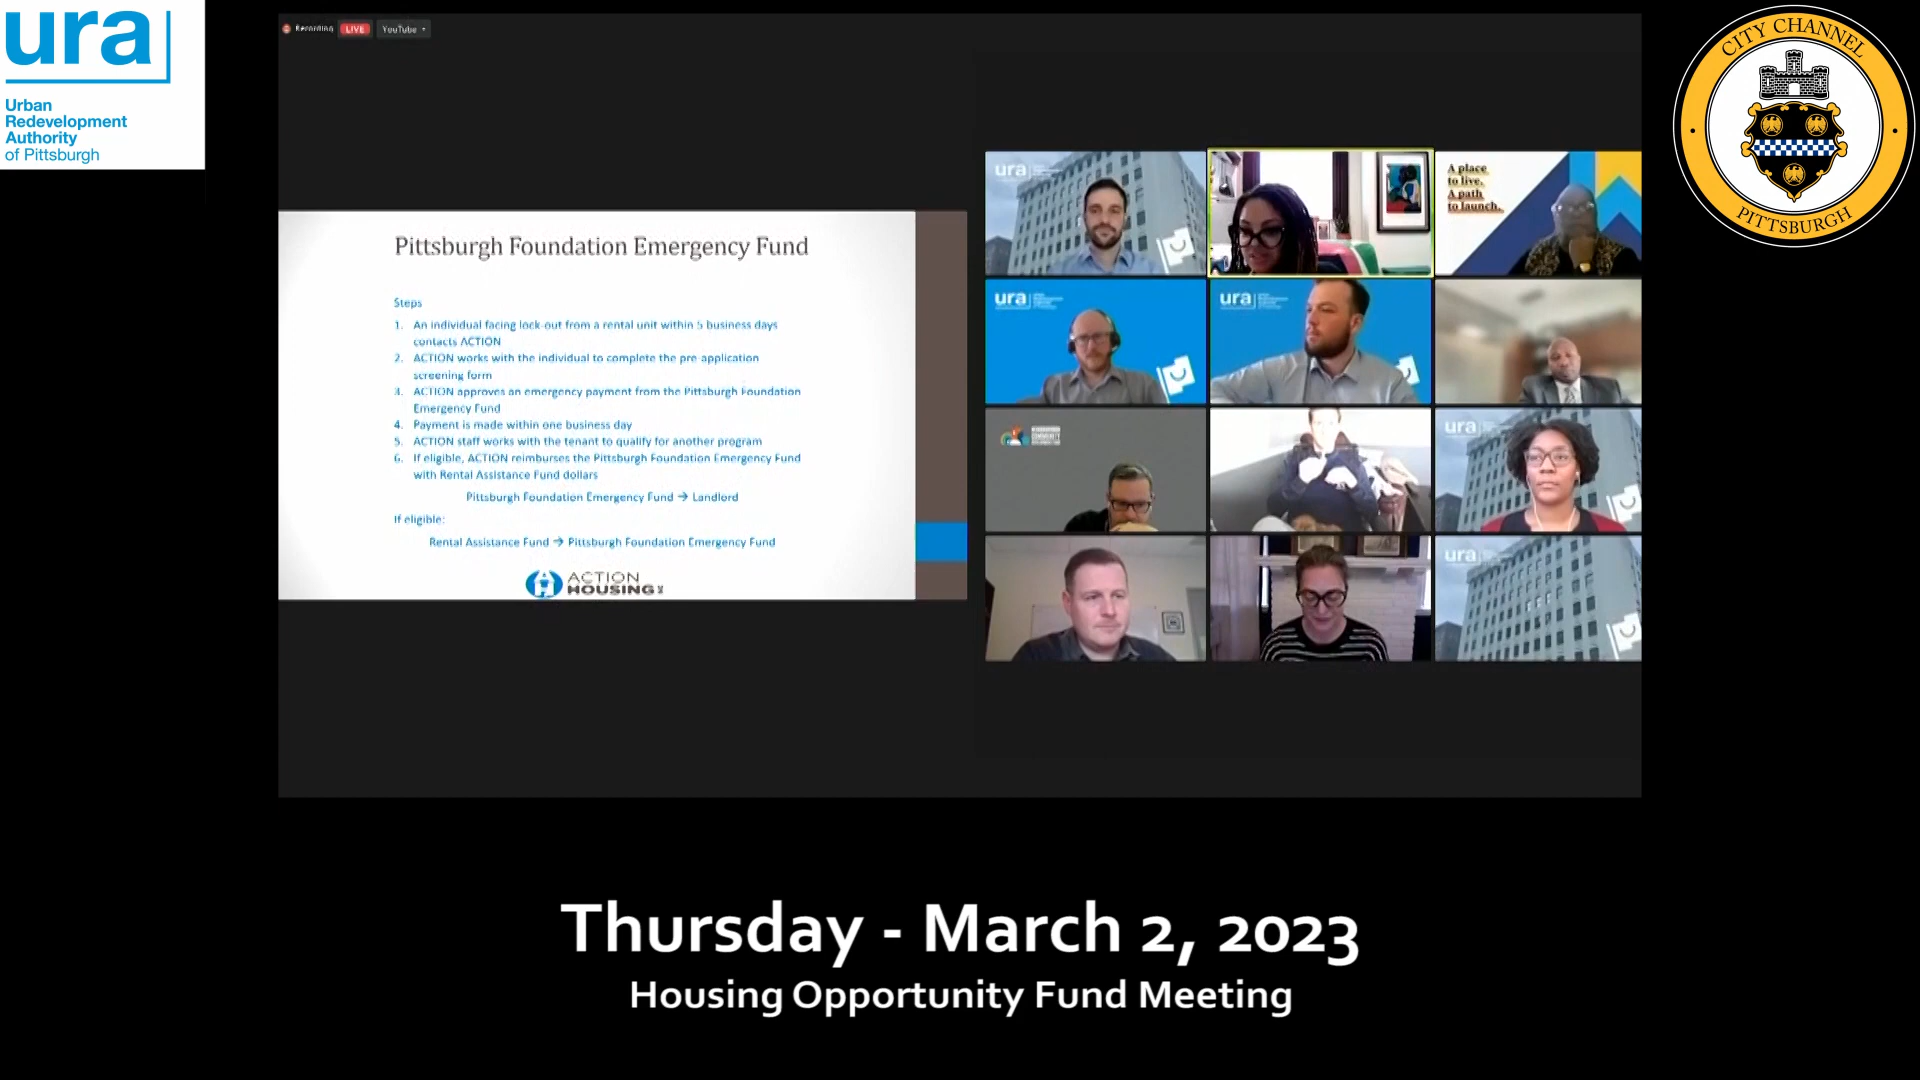 ura
Urban
Redevelopment
Authority
of Pittsburgh
Recording
LIVE
YouTube
CITY CHANNEL
PITTSBURGH
Pittsburgh Foundation Emergency Fund
Steps
1. An individual facing lock-out from a rental unit within 5 business days
contacts ACTION
2. ACTION works with the individual to complete the pre-application
screening form
3. ACTION approves an emergency payment from the Pittsburgh Foundation
Emergency Fund
4. Payment is made within one business day
5. ACTION staff works with the tenant to qualify for another program
6. If eligible, ACTION reimburses the Pittsburgh Foundation Emergency Fund
with Rental Assistance Fund dollars
Pittsburgh Foundation Emergency Fund → Landlord
If eligible:
Rental Assistance Fund → Pittsburgh Foundation Emergency Fund
ACTION
HOUSING
ura
A place
to live.
A path
to launch.
ura
ura
COMMUNITY
ura
ura
Thursday - March 2, 2023
Housing Opportunity Fund Meeting